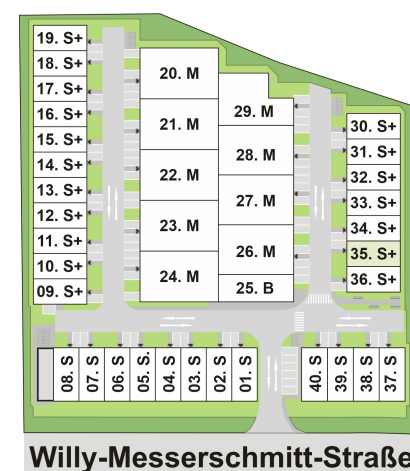 19. S+
18. S+
17. S+
16. S+
15. S+
14. S+
13. S+
12. S+
11. S+
10. S+
09. S+
20. M
21. M
22. M
23. M
24. M
29. M
28. M
27. M
26. M
25. B
30. S+
31. S+
32. S+
33. S+
34. S+
35. S+
36. S+
08. S
07. S
06. S
05. S.
04. S
03. S
02. S
01. S
40. S
39. S
38. S
37. S
Willy-Messerschmitt-Straße